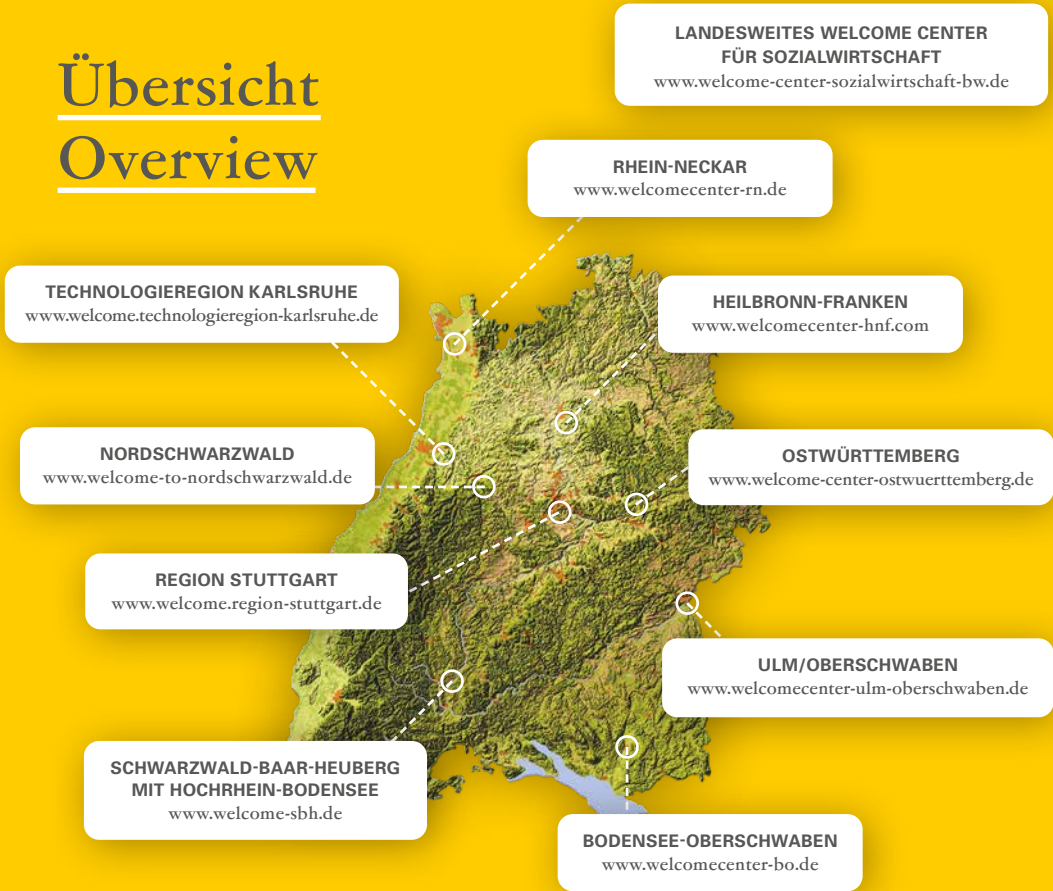 Übersicht
Overview
LANDESWEITES WELCOME CENTER
FÜR SOZIALWIRTSCHAFT
www.welcome-center-sozialwirtschaft-bw.de
RHEIN-NECKAR
www.welcomecenter-rn.de
TECHNOLOGIEREGION KARLSRUHE
www.welcome.technologieregion-karlsruhe.de
HEILBRONN-FRANKEN
www.welcomecenter-hnf.com
NORDSCHWARZWALD
www.welcome-to-nordschwarzwald.de
OSTWÜRTTEMBERG
www.welcome-center-ostwuerttemberg.de
REGION STUTTGART
www.welcome.region-stuttgart.de
ULM/OBERSCHWABEN
www.welcomecenter-ulm-oberschwaben.de
SCHWARZWALD-BAAR-HEUBERG
MIT HOCHRHEIN-BODENSEE
www.welcome-sbh.de
BODENSEE-OBERSCHWABEN
www.welcomecenter-bo.de